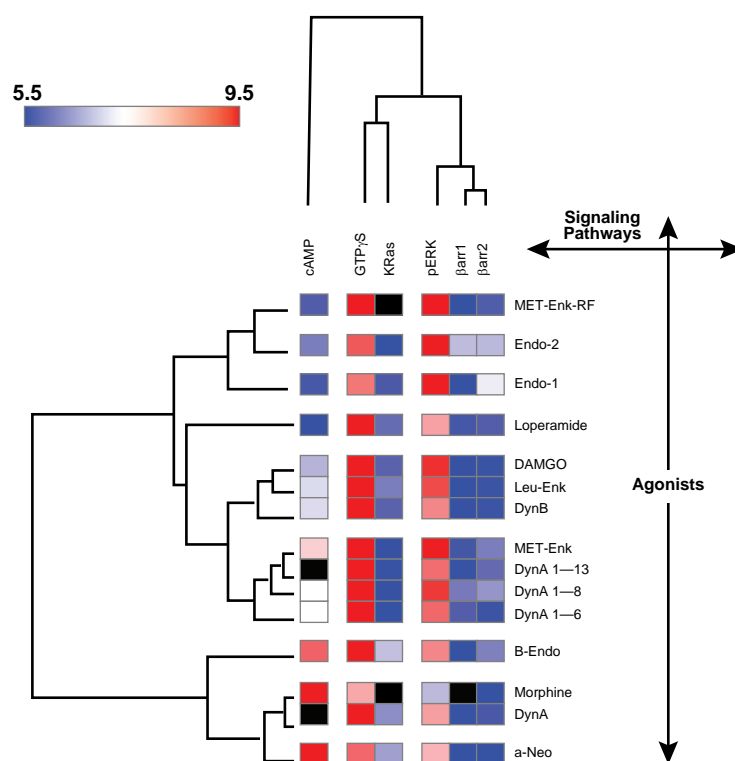 5.5 9.5
Signaling
Pathways
cAMP
GTPγS
KRas
pERK
βarr1
βarr2
MET-Enk-RF
Endo-2
Endo-1
Loperamide
DAMGO
Leu-Enk
DynB
Agonists
MET-Enk
DynA 1—13
DynA 1—8
DynA 1—6
B-Endo
Morphine
DynA
a-Neo